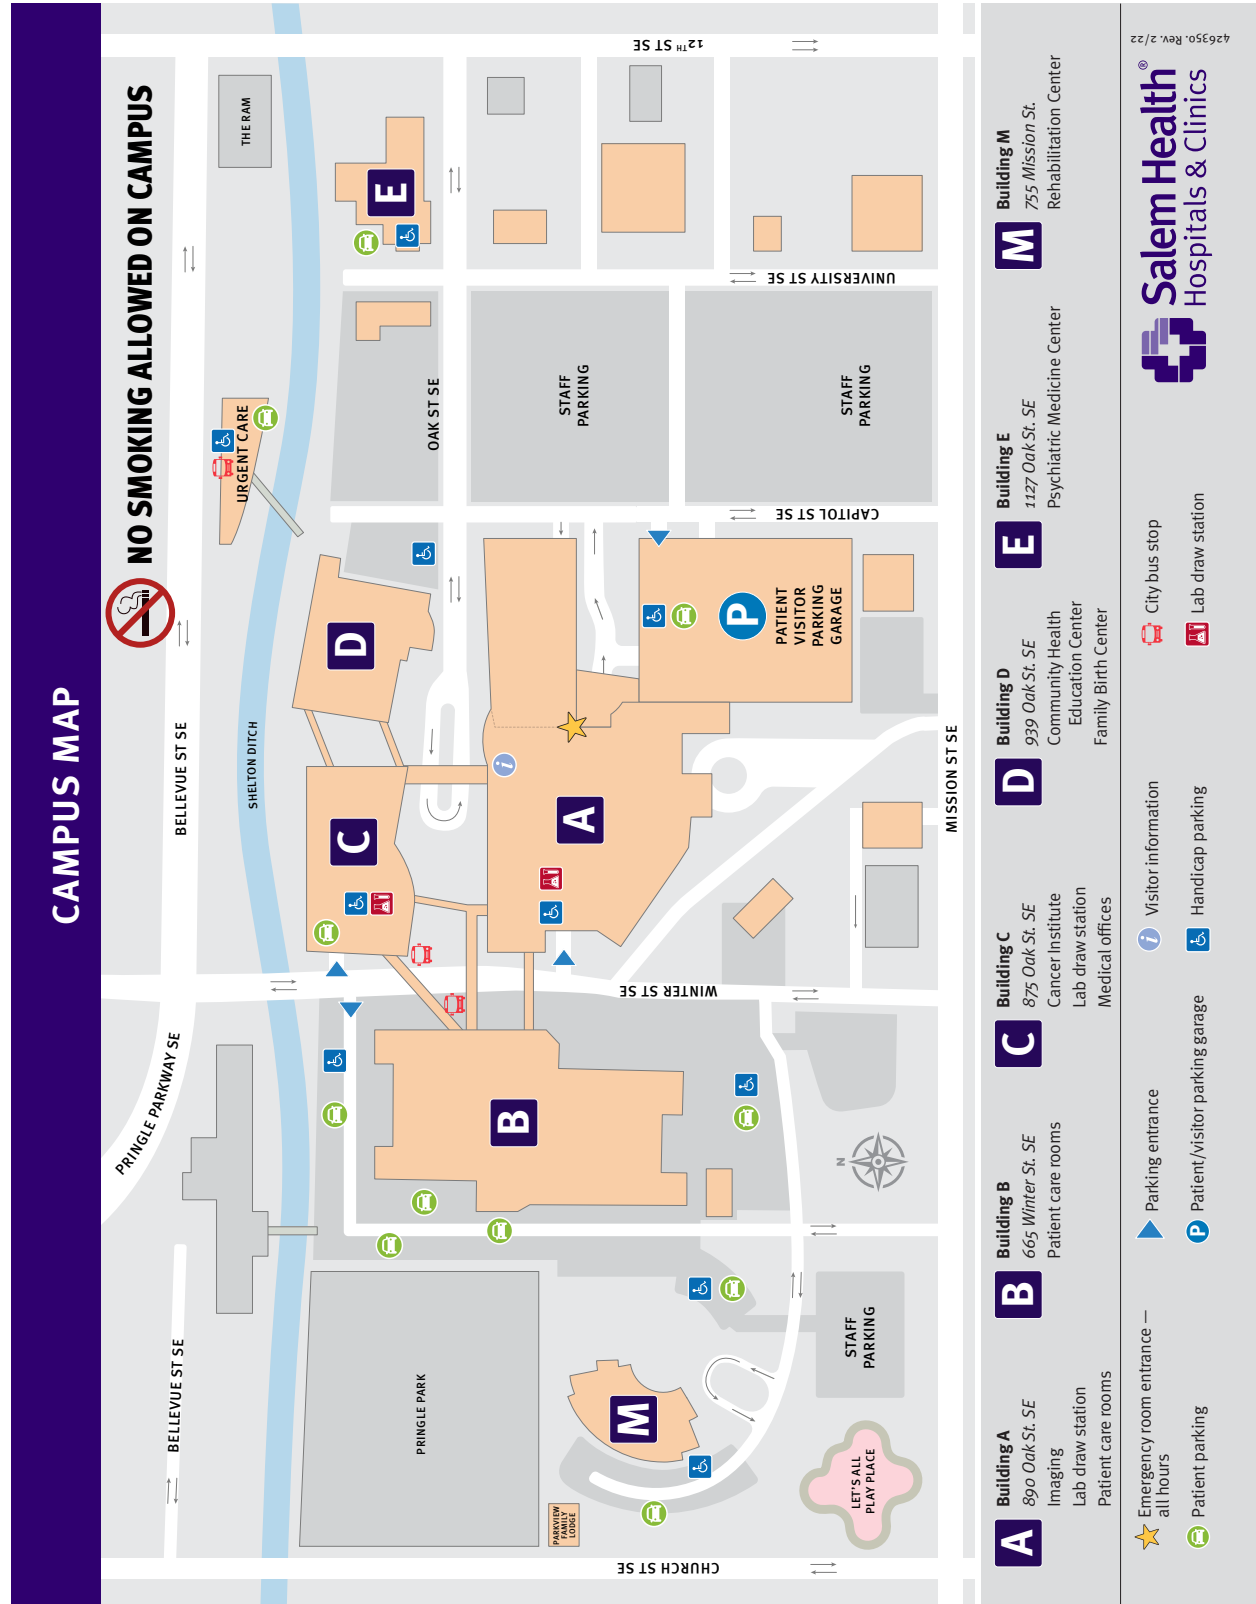 CAMPUS MAP
NO SMOKING ALLOWED ON CAMPUS
BELLEVUE ST SE
PRINGLE PARKWAY SE
BELLEVUE ST SE
SHELTON DITCH
THE RAM
URGENT CARE
E
D
C
B
A
M
i
P
OAK ST SE
STAFF
PARKING
STAFF
PARKING
STAFF
PARKING
PATIENT
VISITOR
PARKING
GARAGE
PRINGLE PARK
PARKVIEW
FAMILY
LODGE
LET'S ALL
PLAY PLACE
N
CHURCH ST SE
WINTER ST SE
CAPITOL ST SE
UNIVERSITY ST SE
12TH ST SE
MISSION ST SE
A
Building A
890 Oak St. SE
Imaging
Lab draw station
Patient care rooms
B
Building B
665 Winter St. SE
Patient care rooms
C
Building C
875 Oak St. SE
Cancer Institute
Lab draw station
Medical offices
D
Building D
939 Oak St. SE
Community Health
Education Center
Family Birth Center
E
Building E
1127 Oak St. SE
Psychiatric Medicine Center
M
Building M
755 Mission St.
Rehabilitation Center
Emergency room entrance —
all hours
Patient parking
Parking entrance
P Patient/visitor parking garage
i Visitor information
Handicap parking
City bus stop
Lab draw station
Salem Health®
Hospitals & Clinics
426350. Rev. 2/22